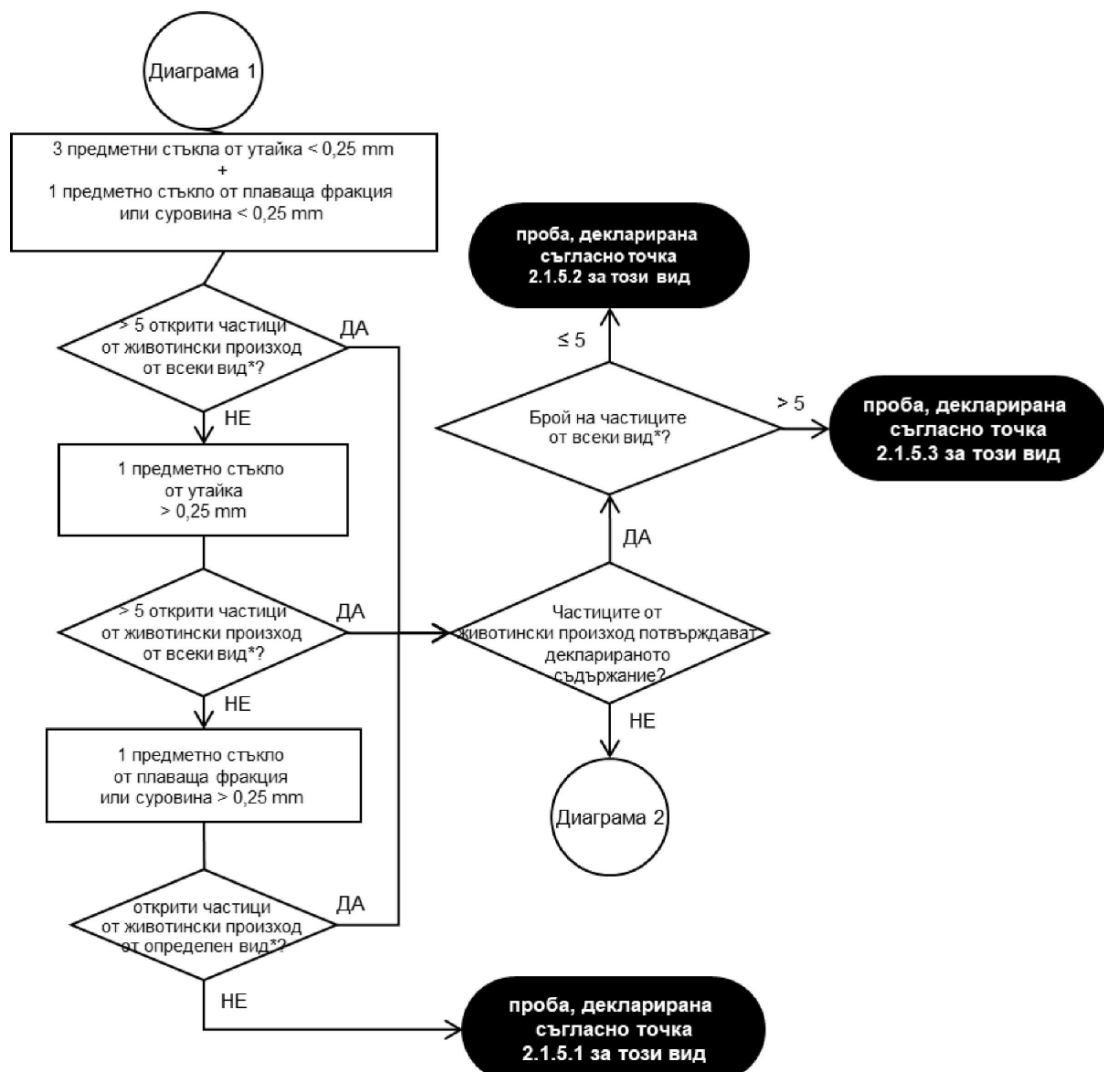 Диаграма 1
3 предметни стъкла от утайка < 0,25 mm
+
1 предметно стъкло от плаваща фракция
или суровина < 0,25 mm
> 5 открити частици
от животински произход
от всеки вид*?
ДА
НЕ
1 предметно стъкло
от утайка
> 0,25 mm
> 5 открити частици
от животински произход
от всеки вид*?
ДА
НЕ
1 предметно стъкло
от плаваща фракция
или суровина > 0,25 mm
открити частици
от животински произход
от определен вид*?
ДА
НЕ
проба, декларирана
съгласно точка
2.1.5.1 за този вид
Частиците от
животински произход потвърждават
декларираното
съдържание?
НЕ
Диаграма 2
ДА
Брой на частиците
от всеки вид*?
≤ 5
проба, декларирана
съгласно точка
2.1.5.2 за този вид
> 5
проба, декларирана
съгласно точка
2.1.5.3 за този вид